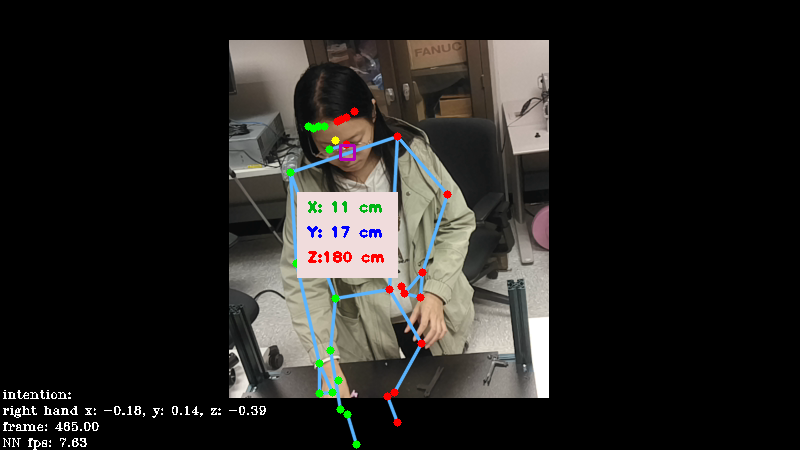 FANUC
X: 11 cm
Y: 17 cm
Z:180 cm
intention:
right hand x: -0.18, y: 0.14, z: -0.39
frame: 465.00
NN fps: 7.63